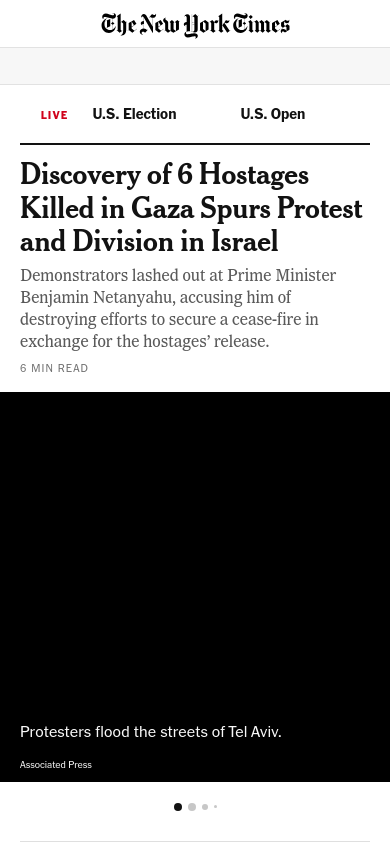 The New York Times
LIVE U.S. Election U.S. Open
Discovery of 6 Hostages
Killed in Gaza Spurs Protest
and Division in Israel
Demonstrators lashed out at Prime Minister
Benjamin Netanyahu, accusing him of
destroying efforts to secure a cease-fire in
exchange for the hostages’ release.
6 MIN READ
Protesters flood the streets of Tel Aviv.
Associated Press